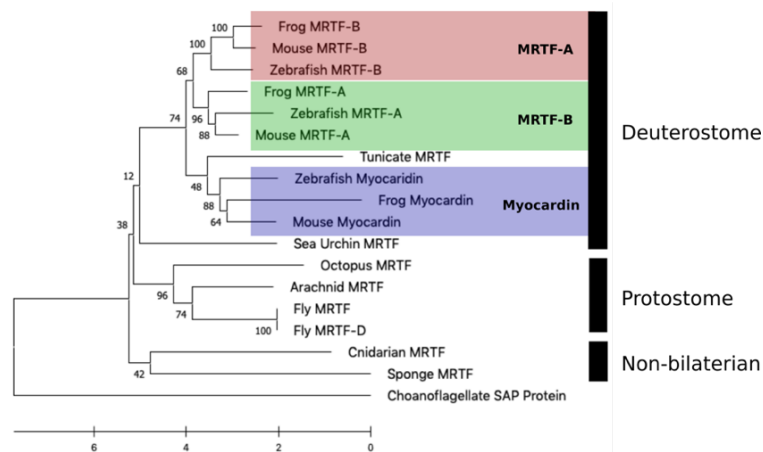 100
Frog MRTF-B
100
Mouse MRTF-B
MRTF-A
68
Zebrafish MRTF-B
Frog MRTF-A
74
96
Zebrafish MRTF-A
MRTF-B
88
Mouse MRTF-A
Deuterostome
Tunicate MRTF
12
48
Zebrafish Myocaridin
88
Frog Myocardin
Myocardin
64
Mouse Myocardin
38
Sea Urchin MRTF
Octopus MRTF
96
Arachnid MRTF
Protostome
74
Fly MRTF
100
Fly MRTF-D
Cnidarian MRTF
Non-bilaterian
42
Sponge MRTF
Choanoflagellate SAP Protein
6 4 2 0